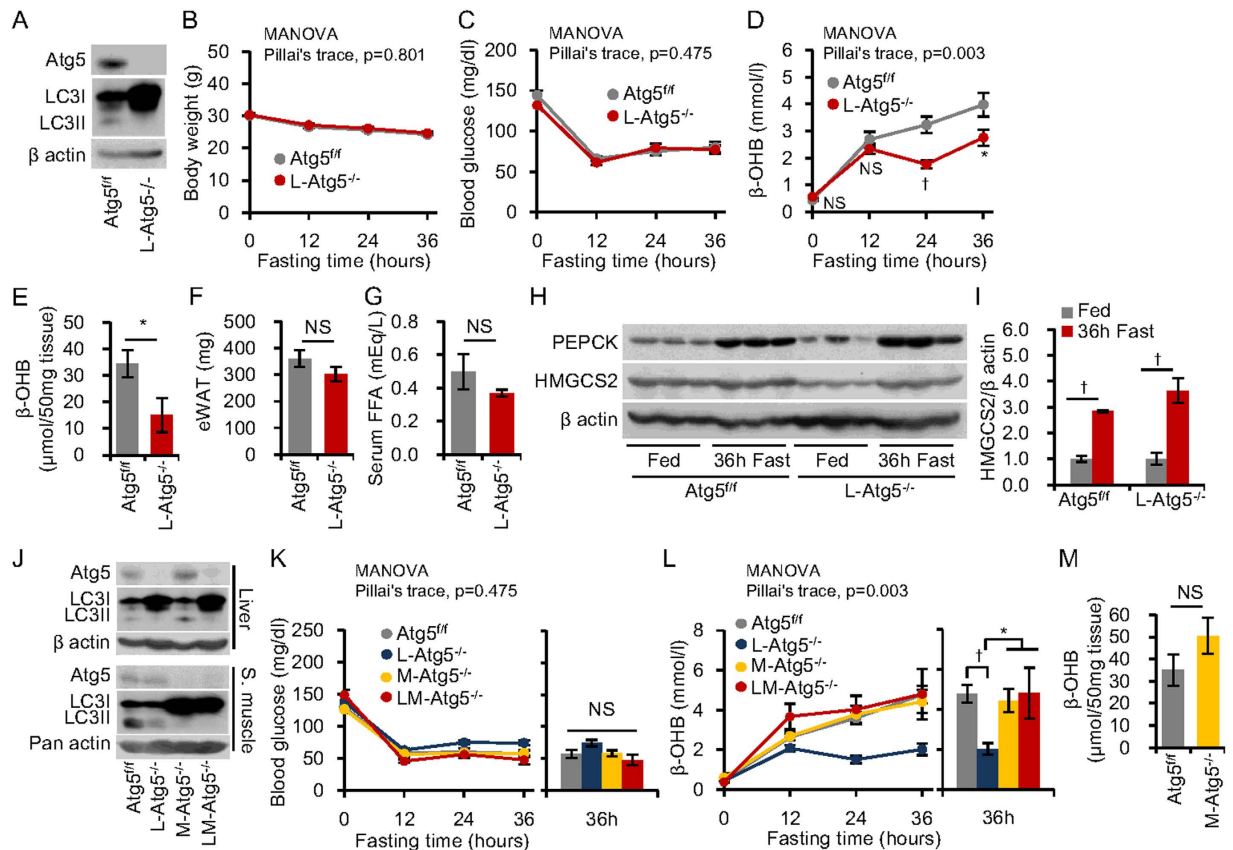 A
Atg5
LC3I
LC3II
β actin
Atg5f/f
L-Atg5-/-
B
MANOVA
Pillai's trace, p=0.801
Body weight (g)
50
40
30
20
10
0
Atg5f/f
L-Atg5-/-
0 12 24 36
Fasting time (hours)
C
MANOVA
Pillai's trace, p=0.475
Blood glucose (mg/dl)
200
150
100
50
0
Atg5f/f
L-Atg5-/-
0 12 24 36
Fasting time (hours)
D
MANOVA
Pillai's trace, p=0.003
β-OHB (mmol/l)
6
5
4
3
2
1
0
Atg5f/f
L-Atg5-/-
NS
NS
†
*
0 12 24 36
Fasting time (hours)
E
β-OHB
(μmol/50mg tissue)
50
40
30
20
10
0
*
Atg5f/f
L-Atg5-/-
F
eWAT (mg)
500
400
300
200
100
0
NS
Atg5f/f
L-Atg5-/-
G
Serum FFA (mEq/L)
0.8
0.6
0.4
0.2
0.0
NS
Atg5f/f
L-Atg5-/-
H
PEPCK
HMGCS2
β actin
Fed 36h Fast Fed 36h Fast
Atg5f/f L-Atg5-/-
I
Fed
36h Fast
HMGCS2/β actin
6.0
5.0
4.0
3.0
2.0
1.0
0.0
†
†
Atg5f/f L-Atg5-/-
J
Atg5
LC3I
LC3II
β actin
Liver
Atg5
LC3I
LC3II
Pan actin
S. muscle
Atg5f/f
L-Atg5-/-
M-Atg5-/-
LM-Atg5-/-
K
MANOVA
Pillai's trace, p=0.475
Blood glucose (mg/dl)
200
150
100
50
0
Atg5f/f
L-Atg5-/-
M-Atg5-/-
LM-Atg5-/-
NS
0 12 24 36
36h
Fasting time (hours)
L
MANOVA
Pillai's trace, p=0.003
β-OHB (mmol/l)
8
6
4
2
0
Atg5f/f
L-Atg5-/-
M-Atg5-/-
LM-Atg5-/-
†
*
0 12 24 36
36h
Fasting time (hours)
M
β-OHB
(μmol/50mg tissue)
60
50
40
30
20
10
0
NS
Atg5f/f
M-Atg5-/-